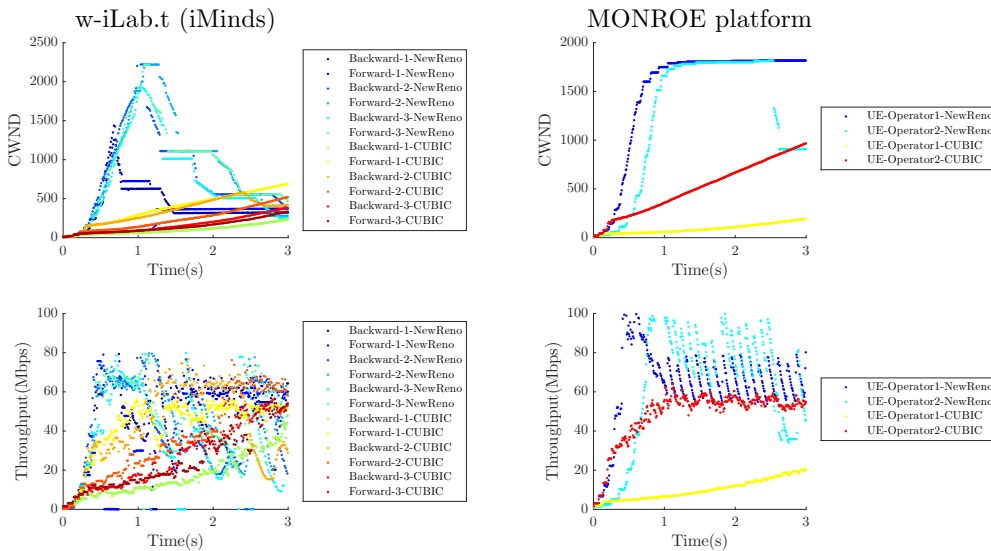 w-iLab.t (iMinds)
MONROE platform
2500
2000
1500
1000
500
0
CWND
0
1
2
3
Time(s)
Backward-1-NewReno
Forward-1-NewReno
Backward-2-NewReno
Forward-2-NewReno
Backward-3-NewReno
Forward-3-NewReno
Backward-1-CUBIC
Forward-1-CUBIC
Backward-2-CUBIC
Forward-2-CUBIC
Backward-3-CUBIC
Forward-3-CUBIC
2000
1500
1000
500
0
CWND
0
1
2
3
Time(s)
UE-Operator1-NewReno
UE-Operator2-NewReno
UE-Operator1-CUBIC
UE-Operator2-CUBIC
100
80
60
40
20
0
Throughput(Mbps)
0
1
2
3
Time(s)
Backward-1-NewReno
Forward-1-NewReno
Backward-2-NewReno
Forward-2-NewReno
Backward-3-NewReno
Forward-3-NewReno
Backward-1-CUBIC
Forward-1-CUBIC
Backward-2-CUBIC
Forward-2-CUBIC
Backward-3-CUBIC
Forward-3-CUBIC
100
80
60
40
20
0
Throughput(Mbps)
0
1
2
3
Time(s)
UE-Operator1-NewReno
UE-Operator2-NewReno
UE-Operator1-CUBIC
UE-Operator2-CUBIC